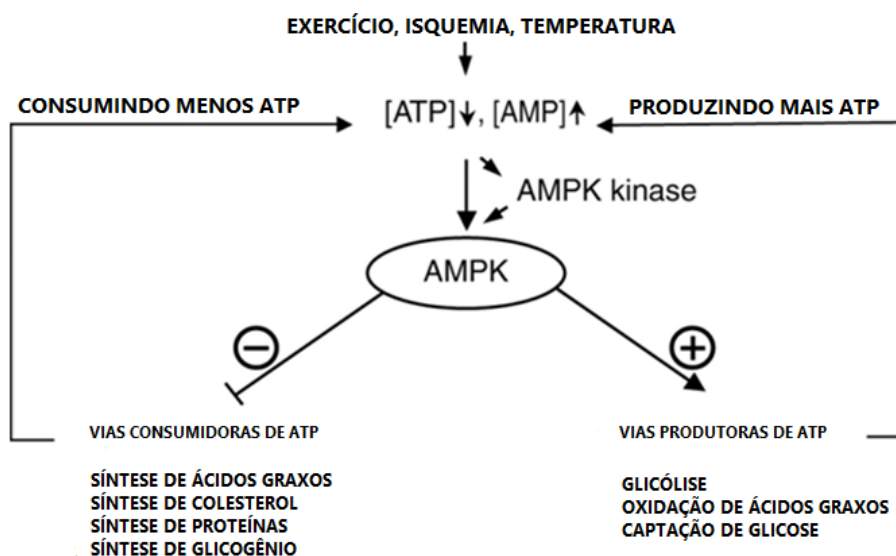 EXERCÍCIO, ISQUEMIA, TEMPERATURA
CONSUMINDO MENOS ATP
[ATP]↓, [AMP]↑
PRODUZINDO MAIS ATP
AMPK kinase
AMPK
−
+
VIAS CONSUMIDORAS DE ATP
SÍNTESE DE ÁCIDOS GRAXOS
SÍNTESE DE COLESTEROL
SÍNTESE DE PROTEÍNAS
SÍNTESE DE GLICOGÊNIO
VIAS PRODUTORAS DE ATP
GLICÓLISE
OXIDAÇÃO DE ÁCIDOS GRAXOS
CAPTAÇÃO DE GLICOSE